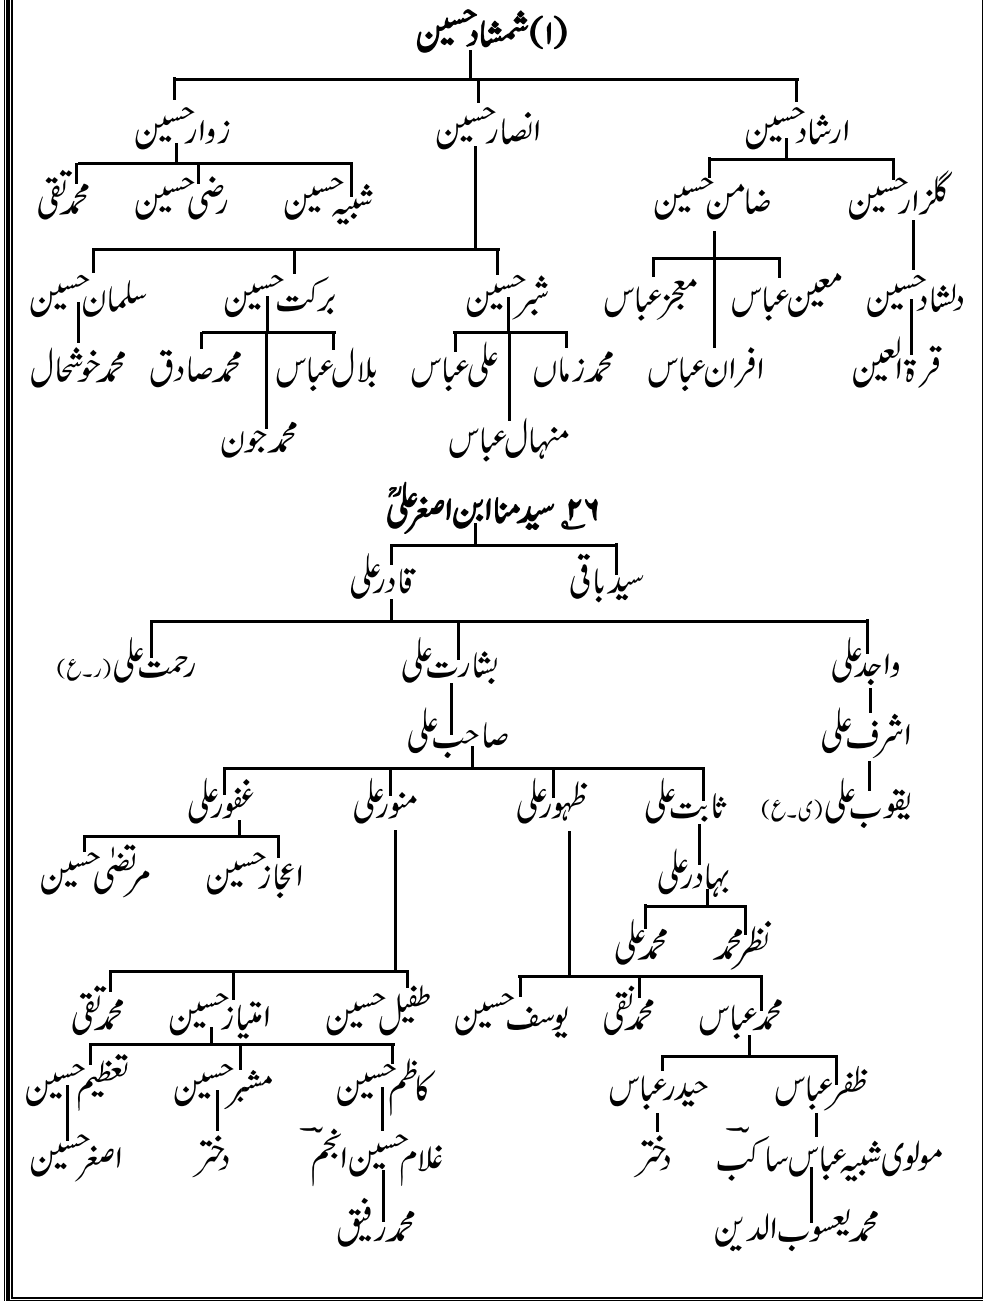 (۱) شمشاد حسین
ارشاد حسین انصار حسین زوار حسین
گلزار حسین ضامن حسین شبیہ حسین رضی حسین محمد تقی
دلشاد حسین معین عباس معجز عباس شبر حسین برکت حسین سلمان حسین
قرۃ العین افران عباس محمد زماں علی عباس بلال عباس محمد صادق محمد خوشحال
منہال عباس محمد جون
۲۶؂ سید منا ابن اصغر علیؒ
سید باقی قادر علی
واجد علی بشارت علی رحمت علی (ر۔ع)
اشرف علی صاحب علی
یقوب علی (ی۔ع) ثابت علی ظہور علی منور علی غفور علی
بہادر علی اعجاز حسین مرتضٰی حسین
نظر محمد محمد علی
محمد عباس محمد نقی یوسف حسین طفیل حسین امتیاز حسین محمد تقی
ظفر عباس حیدر عباس کاظم حسین مشبر حسین تعظیم حسین
مولوی شبیہ عباس ساکبؔ دختر غلام حسین انجمؔ دختر اصغر حسین
محمد یعسوب الدین محمد رفیق